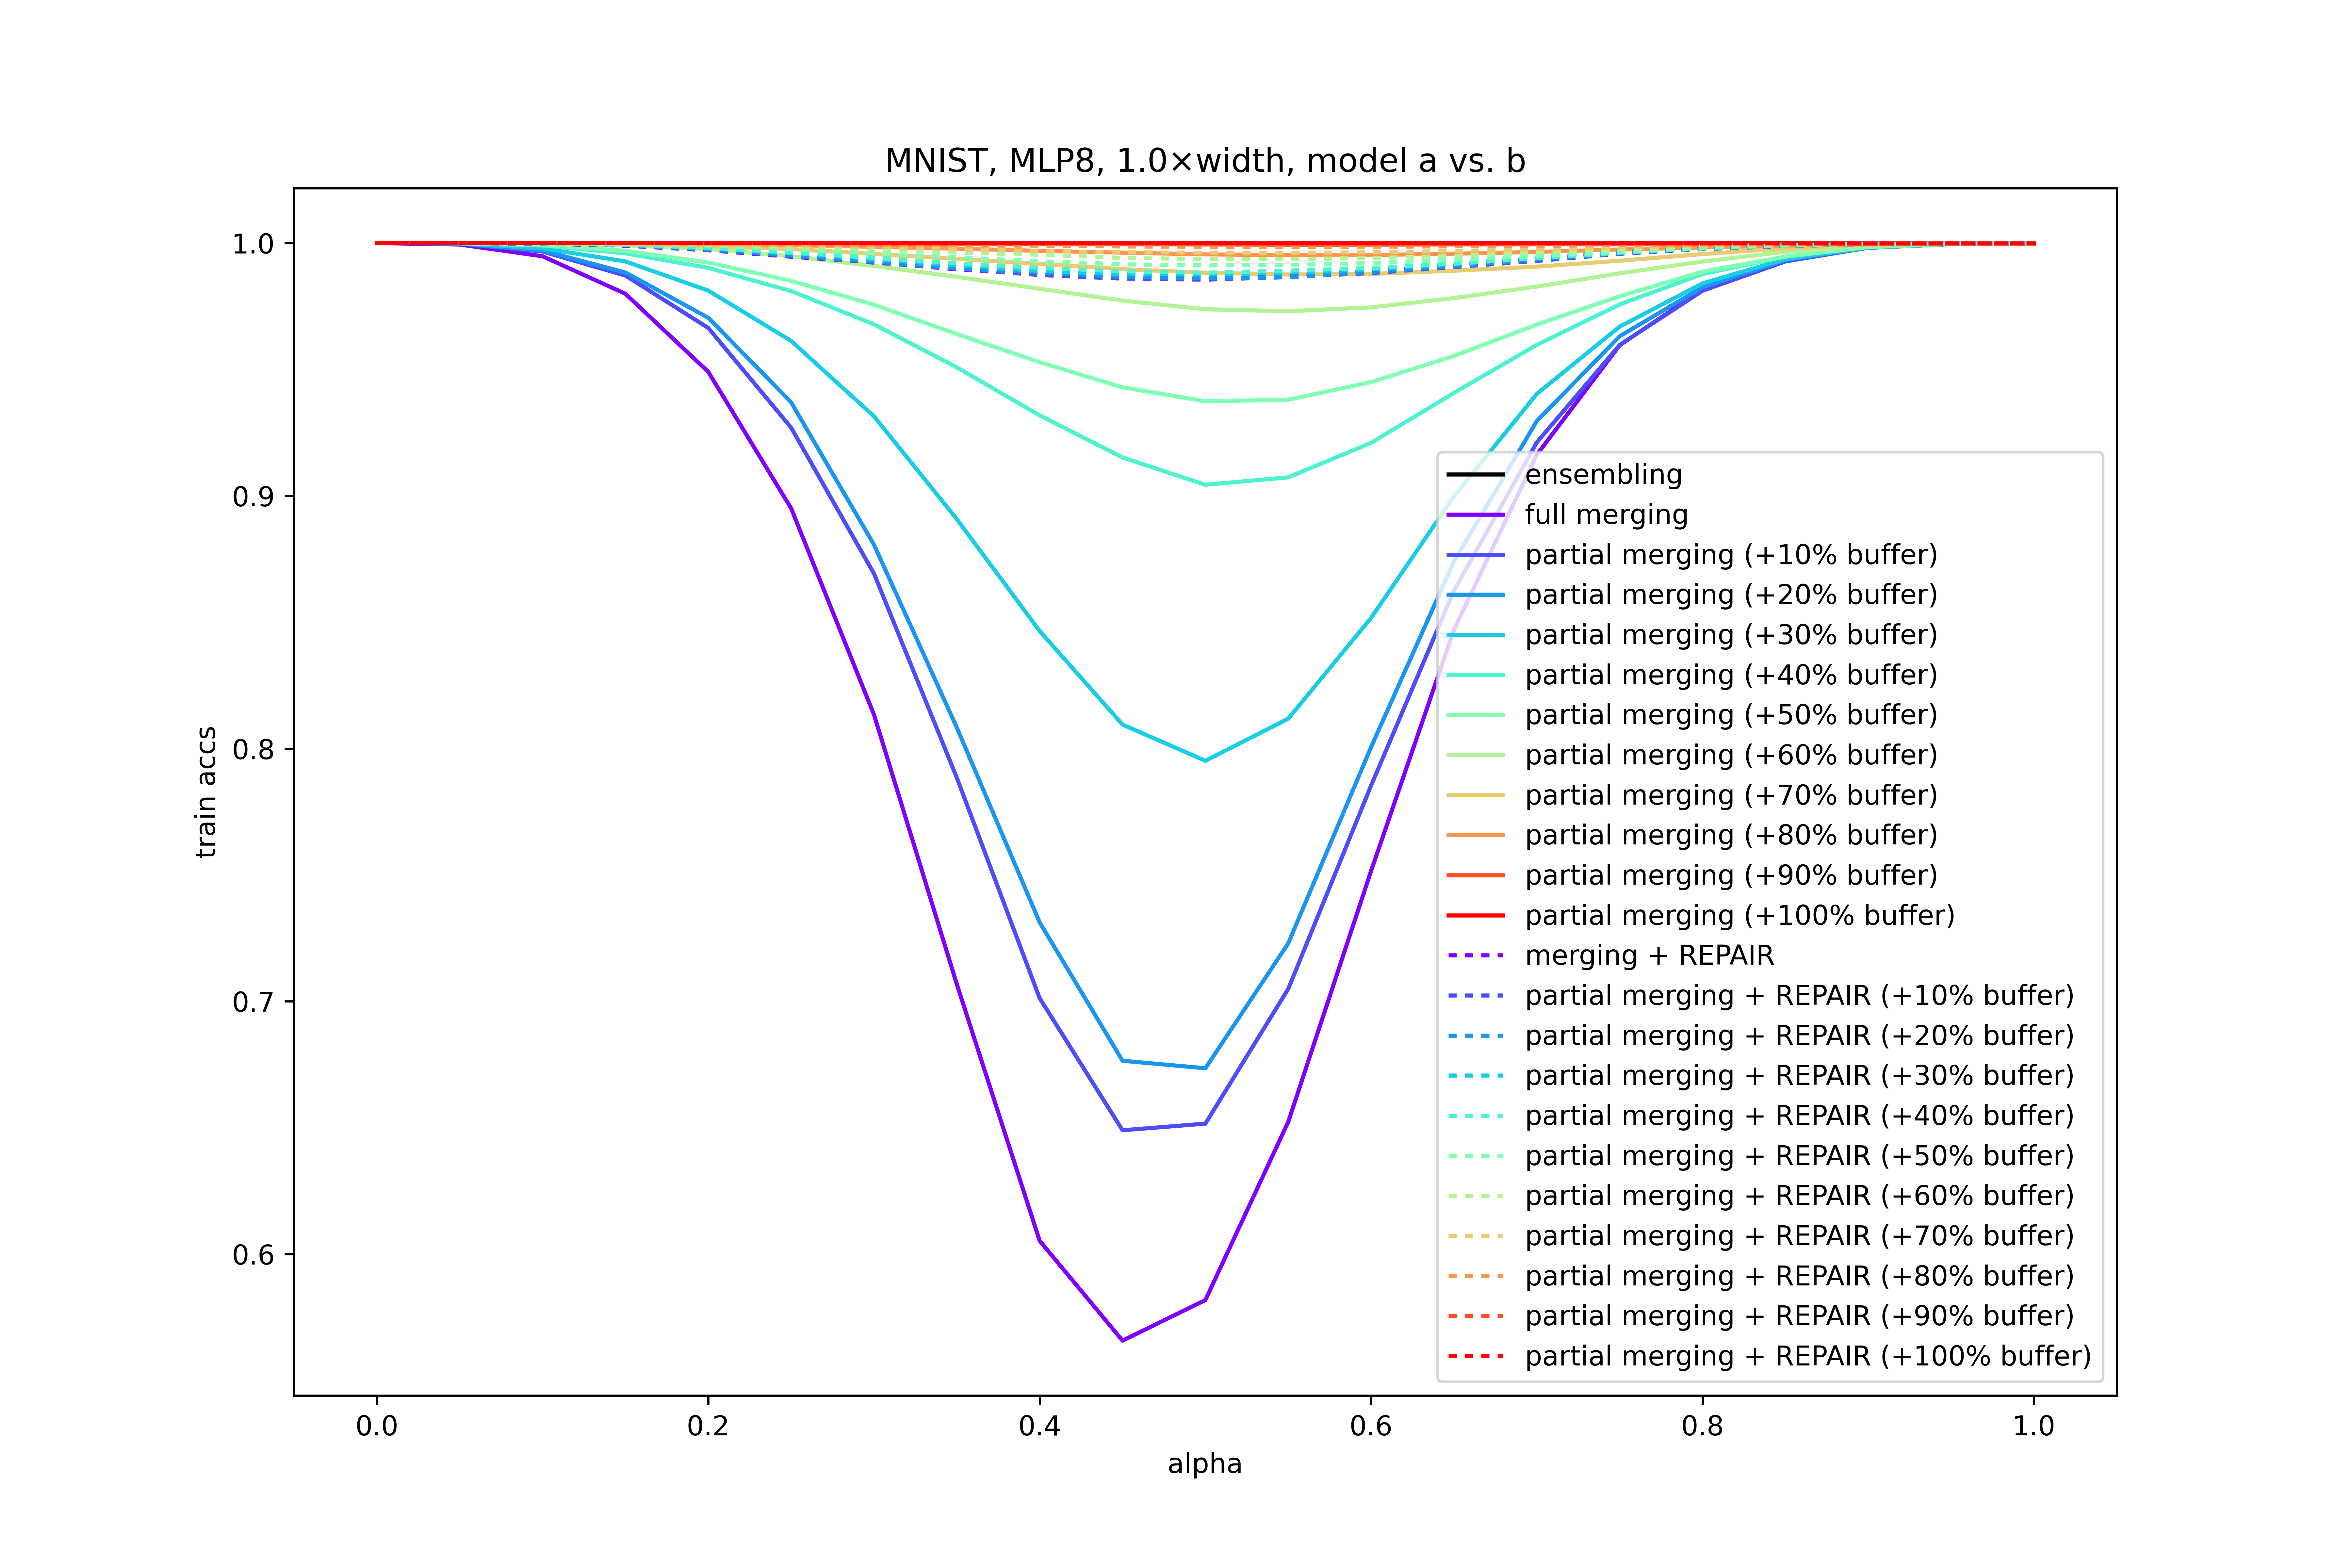 MNIST, MLP8, 1.0×width, model a vs. b
1.0
0.9
0.8
0.7
0.6
train accs
ensembling
full merging
partial merging (+10% buffer)
partial merging (+20% buffer)
partial merging (+30% buffer)
partial merging (+40% buffer)
partial merging (+50% buffer)
partial merging (+60% buffer)
partial merging (+70% buffer)
partial merging (+80% buffer)
partial merging (+90% buffer)
partial merging (+100% buffer)
merging + REPAIR
partial merging + REPAIR (+10% buffer)
partial merging + REPAIR (+20% buffer)
partial merging + REPAIR (+30% buffer)
partial merging + REPAIR (+40% buffer)
partial merging + REPAIR (+50% buffer)
partial merging + REPAIR (+60% buffer)
partial merging + REPAIR (+70% buffer)
partial merging + REPAIR (+80% buffer)
partial merging + REPAIR (+90% buffer)
partial merging + REPAIR (+100% buffer)
0.0 0.2 0.4 0.6 0.8 1.0
alpha